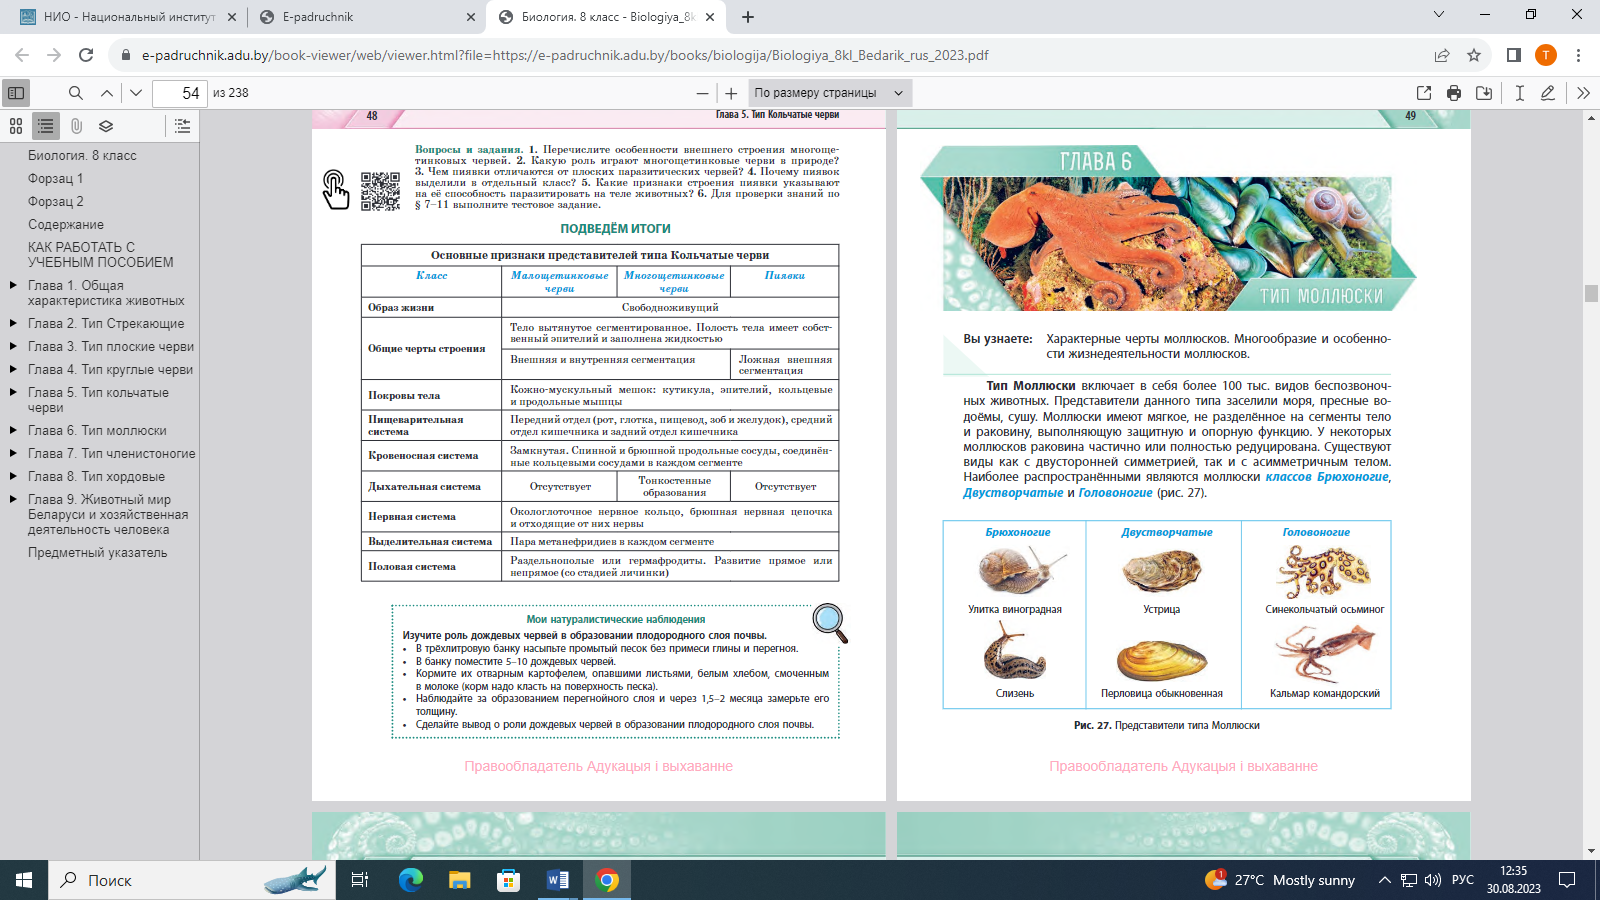 НИО - Национальный институт
E-padruchnik
Биология. 8 класс - Biologiya_8k
e-padruchnik.adu.by/book-viewer/web/viewer.html?file=https://e-padruchnik.adu.by/books/biologija/Biologiya_8kl_Bedarik_rus_2023.pdf
T
54 из 238
По размеру страницы
Биология. 8 класс
Форзац 1
Форзац 2
Содержание
КАК РАБОТАТЬ С
УЧЕБНЫМ ПОСОБИЕМ
Глава 1. Общая
характеристика животных
Глава 2. Тип Стрекающие
Глава 3. Тип плоские черви
Глава 4. Тип круглые черви
Глава 5. Тип кольчатые
черви
Глава 6. Тип моллюски
Глава 7. Тип членистоногие
Глава 8. Тип хордовые
Глава 9. Животный мир
Беларуси и хозяйственная
деятельность человека
Предметный указатель
48
Глава 5. Тип Кольчатые черви
Вопросы и задания. 1. Перечислите особенности внешнего строения многоще-
тинковых червей. 2. Какую роль играют многощетинковые черви в природе?
3. Чем пиявки отличаются от плоских паразитических червей? 4. Почему пиявок
выделили в отдельный класс? 5. Какие признаки строения пиявки указывают
на её способность паразитировать на теле животных? 6. Для проверки знаний по
§ 7–11 выполните тестовое задание.
ПОДВЕДЁМ ИТОГИ
Основные признаки представителей типа Кольчатые черви
Класс
Малощетинковые
черви
Многощетинковые
черви
Пиявки
Образ жизни
Свободноживущий
Общие черты строения
Тело вытянутое сегментированное. Полость тела имеет собст-
венный эпителий и заполнена жидкостью
Внешняя и внутренняя сегментация
Ложная внешняя
сегментация
Покровы тела
Кожно-мускульный мешок: кутикула, эпителий, кольцевые
и продольные мышцы
Пищеварительная
система
Передний отдел (рот, глотка, пищевод, зоб и желудок), средний
отдел кишечника и задний отдел кишечника
Кровеносная система
Замкнутая. Спинной и брюшной продольные сосуды, соединён-
ные кольцевыми сосудами в каждом сегменте
Дыхательная система
Отсутствует
Тонкостенные
образования
Отсутствует
Нервная система
Окологлоточное нервное кольцо, брюшная нервная цепочка
и отходящие от них нервы
Выделительная система
Пара метанефридиев в каждом сегменте
Половая система
Раздельнополые или гермафродиты. Развитие прямое или
непрямое (со стадией личинки)
Мои натуралистические наблюдения
Изучите роль дождевых червей в образовании плодородного слоя почвы.
• В трёхлитровую банку насыпьте промытый песок без примеси глины и перегноя.
• В банку поместите 5–10 дождевых червей.
• Кормите их отварным картофелем, опавшими листьями, белым хлебом, смоченным
в молоке (корм надо класть на поверхность песка).
• Наблюдайте за образованием перегнойного слоя и через 1,5–2 месяца замерьте его
толщину.
• Сделайте вывод о роли дождевых червей в образовании плодородного слоя почвы.
Правообладатель Адукацыя і выхаванне
49
ГЛАВА 6
ТИП МОЛЛЮСКИ
Вы узнаете: Характерные черты моллюсков. Многообразие и особенно-
сти жизнедеятельности моллюсков.
Тип Моллюски включает в себя более 100 тыс. видов беспозвоноч-
ных животных. Представители данного типа заселили моря, пресные во-
доёмы, сушу. Моллюски имеют мягкое, не разделённое на сегменты тело
и раковину, выполняющую защитную и опорную функцию. У некоторых
моллюсков раковина частично или полностью редуцирована. Существуют
виды как с двусторонней симметрией, так и с асимметричным телом.
Наиболее распространёнными являются моллюски классов Брюхоногие,
Двустворчатые и Головоногие (рис. 27).
Брюхоногие
Двустворчатые
Головоногие
Улитка виноградная
Устрица
Синекольчатый осьминог
Слизень
Перловица обыкновенная
Кальмар командорский
Рис. 27. Представители типа Моллюски
Правообладатель Адукацыя і выхаванне
Поиск
W
1
27°C Mostly sunny
РУС
12:35
30.08.2023